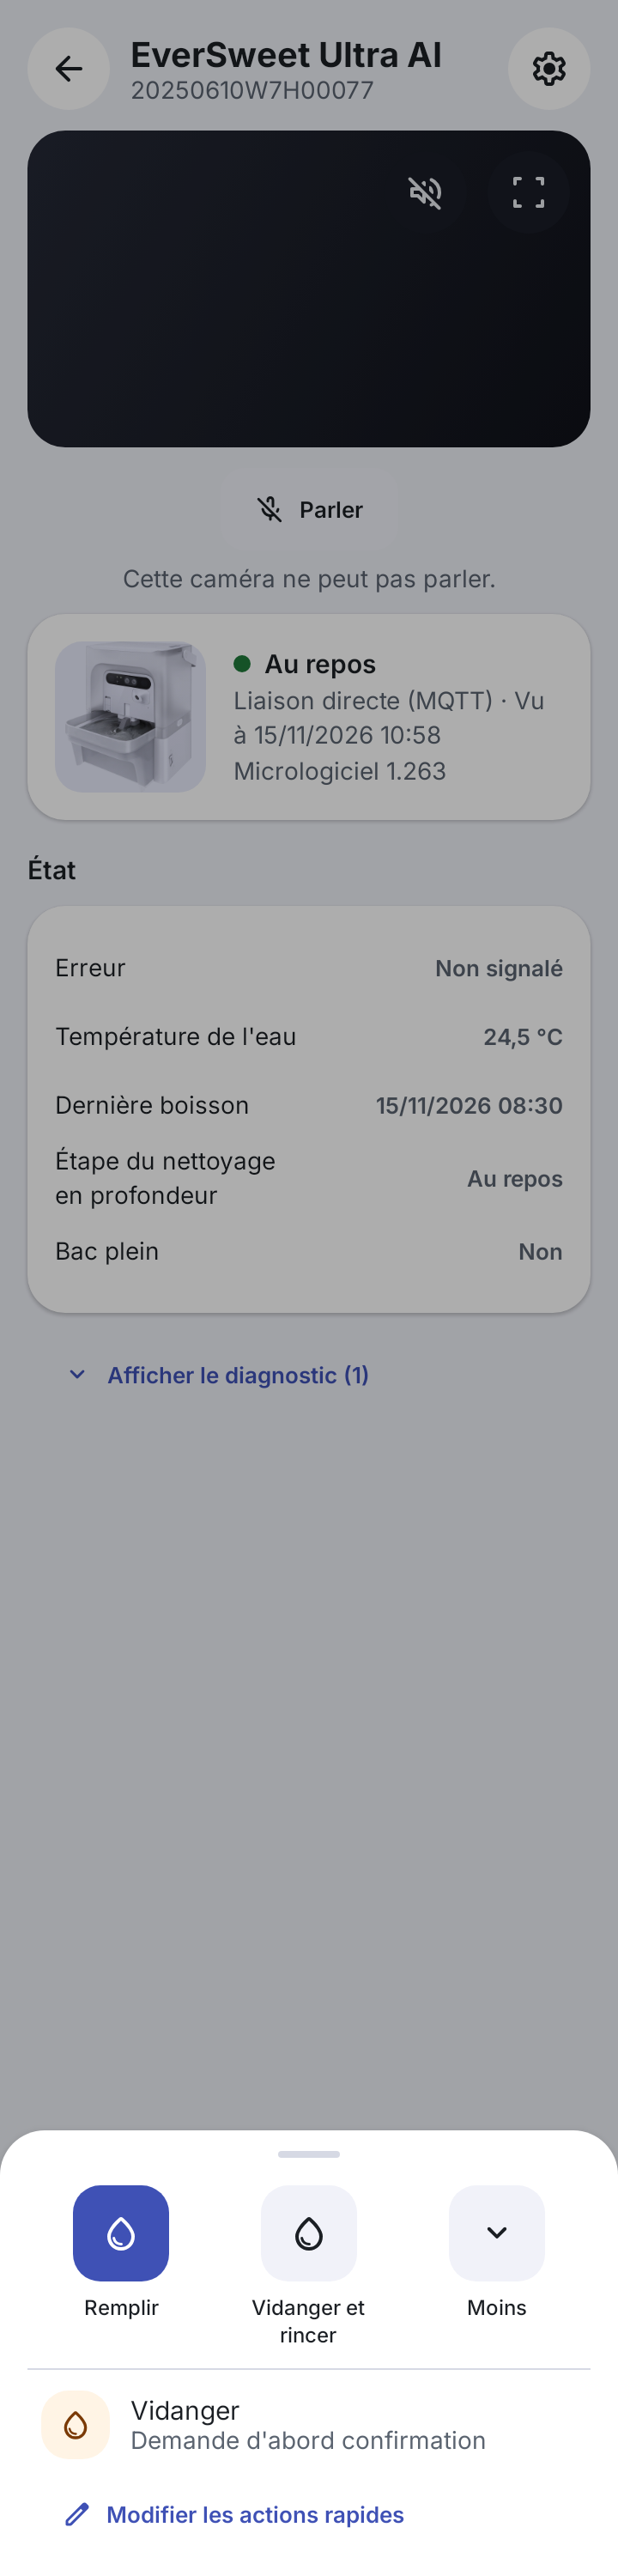 EverSweet Ultra AI
20250610W7H00077
Parler
Cette caméra ne peut pas parler.
Au repos
Liaison directe (MQTT) · Vu
à 15/11/2026 10:58
Micrologiciel 1.263
État
Erreur
Non signalé
Température de l'eau
24,5 °C
Dernière boisson
15/11/2026 08:30
Étape du nettoyage
en profondeur
Au repos
Bac plein
Non
Afficher le diagnostic (1)
Remplir
Vidanger et
rincer
Moins
Vidanger
Demande d'abord confirmation
Modifier les actions rapides